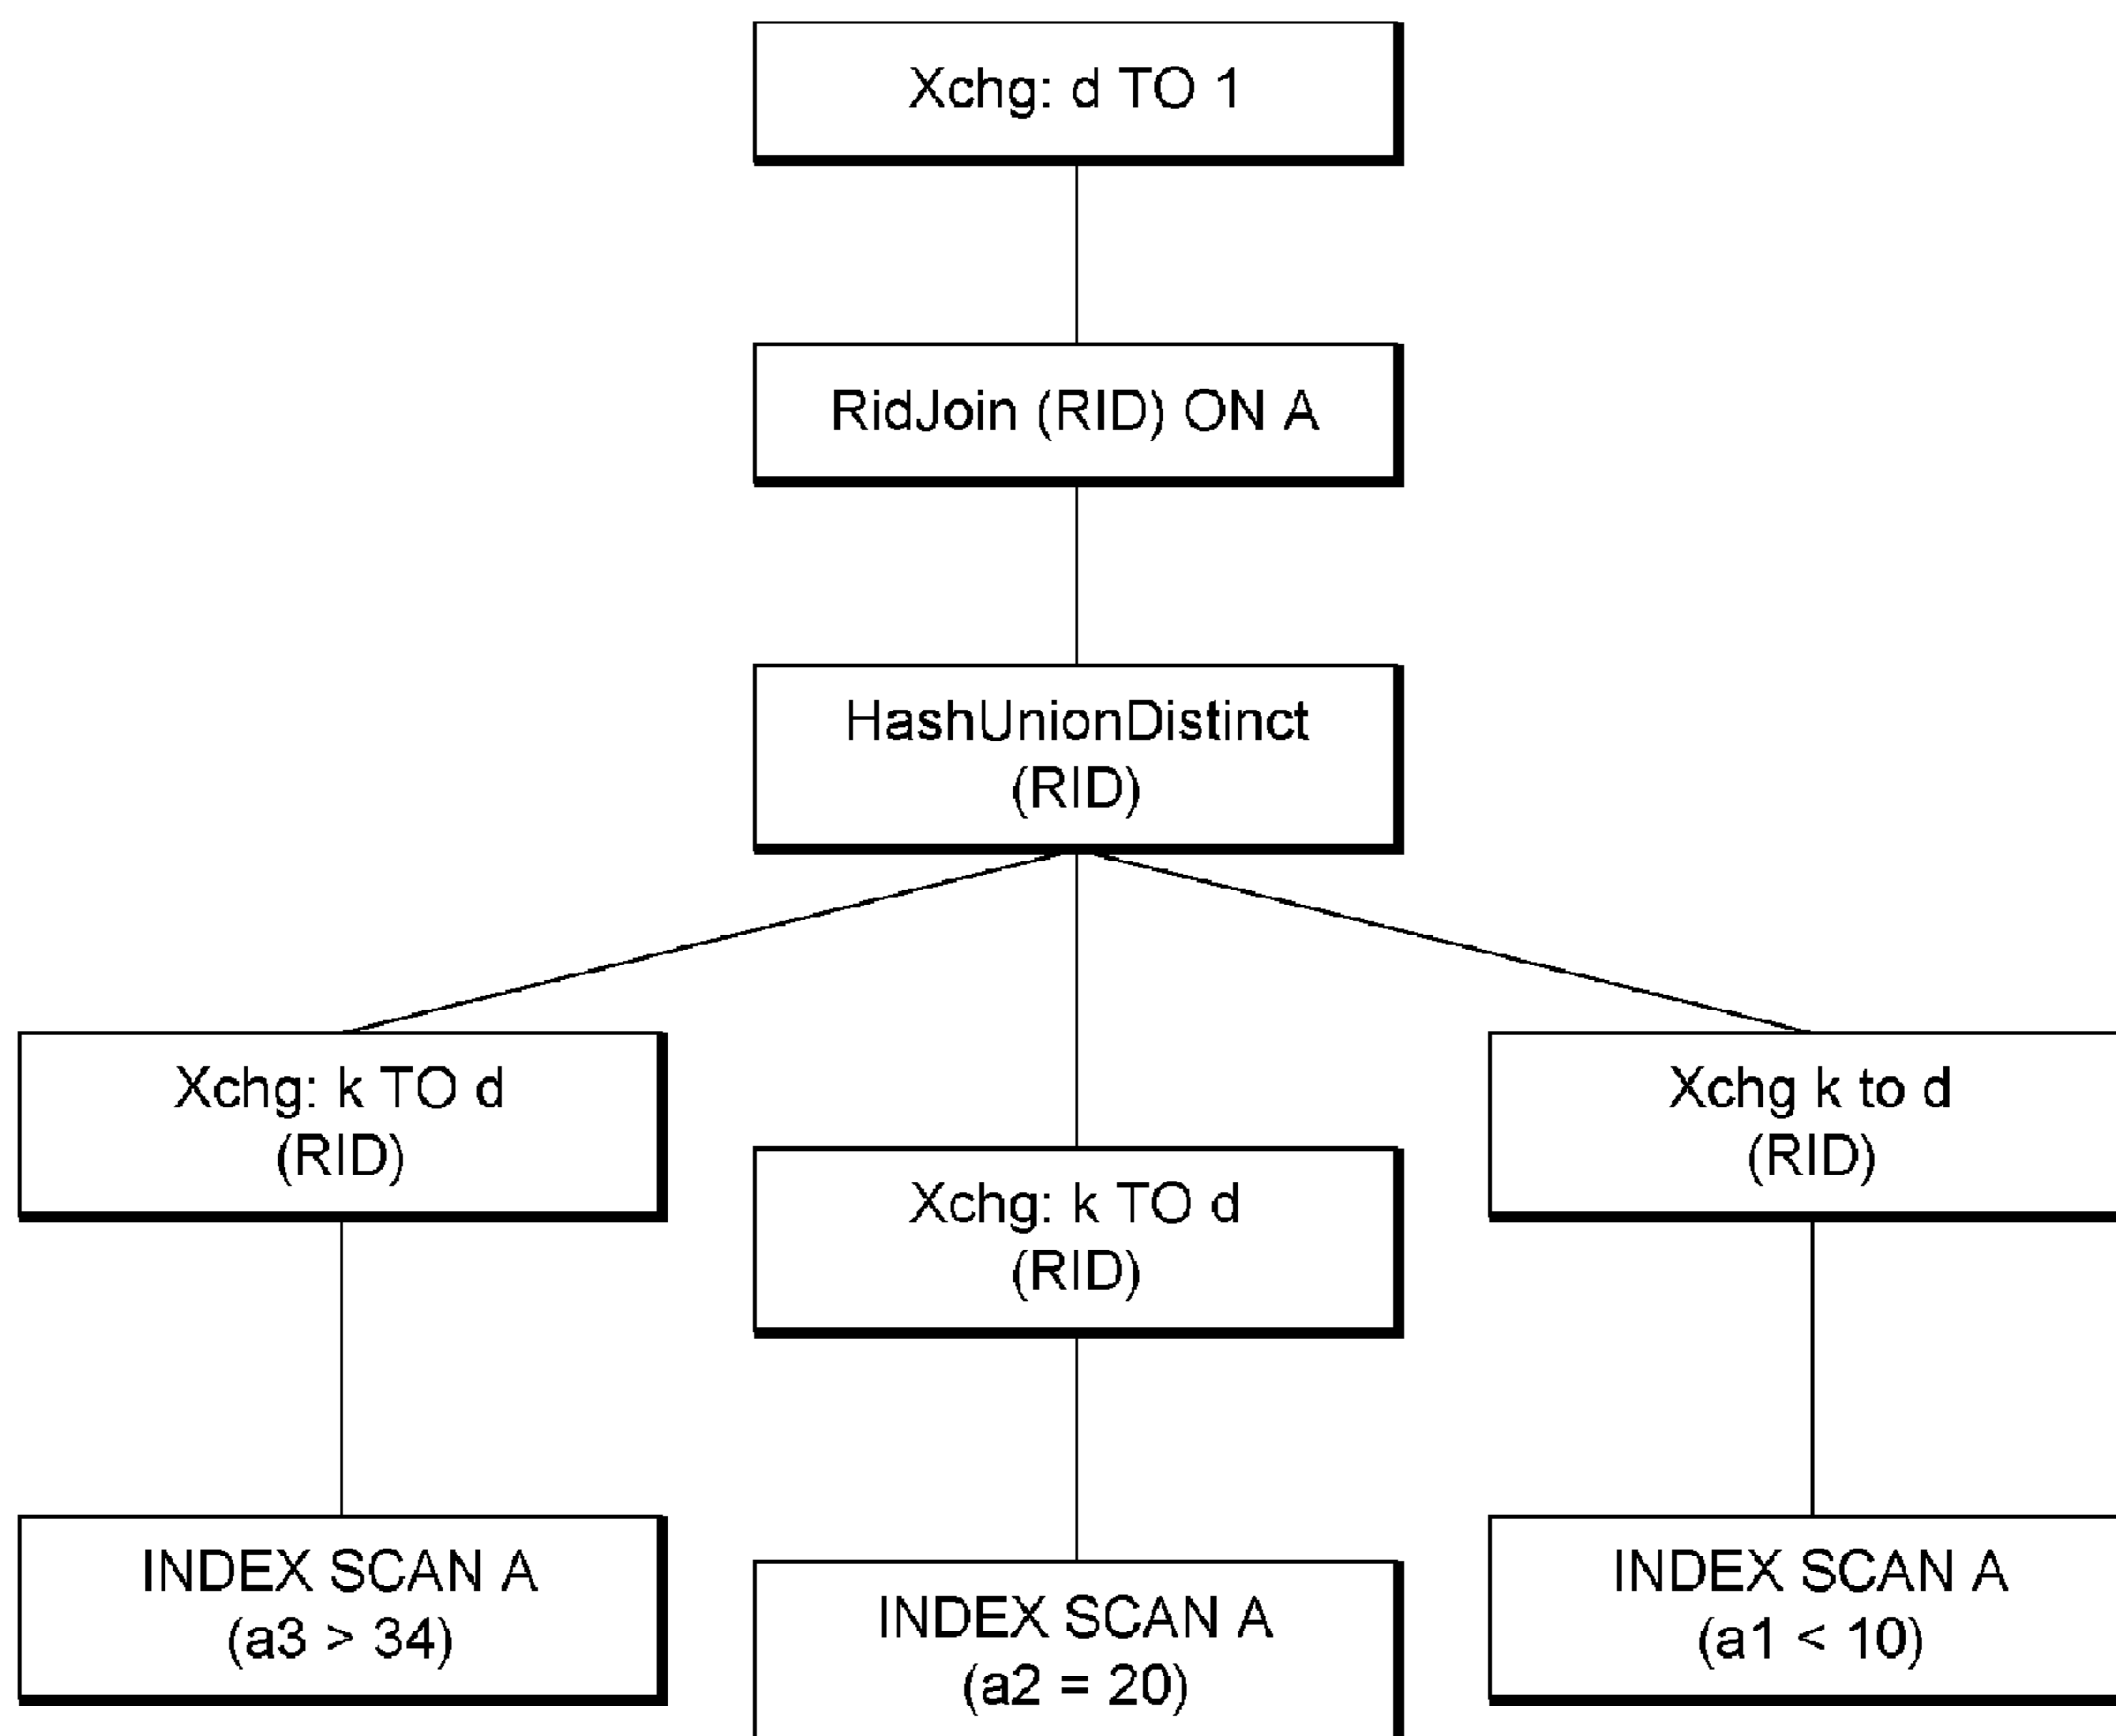 Xchg: d TO 1
RidJoin (RID) ON A
HashUnionDistinct
(RID)
Xchg: k TO d
(RID)
Xchg: k TO d
(RID)
Xchg k to d
(RID)
INDEX SCAN A
(a3 > 34)
INDEX SCAN A
(a2 = 20)
INDEX SCAN A
(a1 < 10)